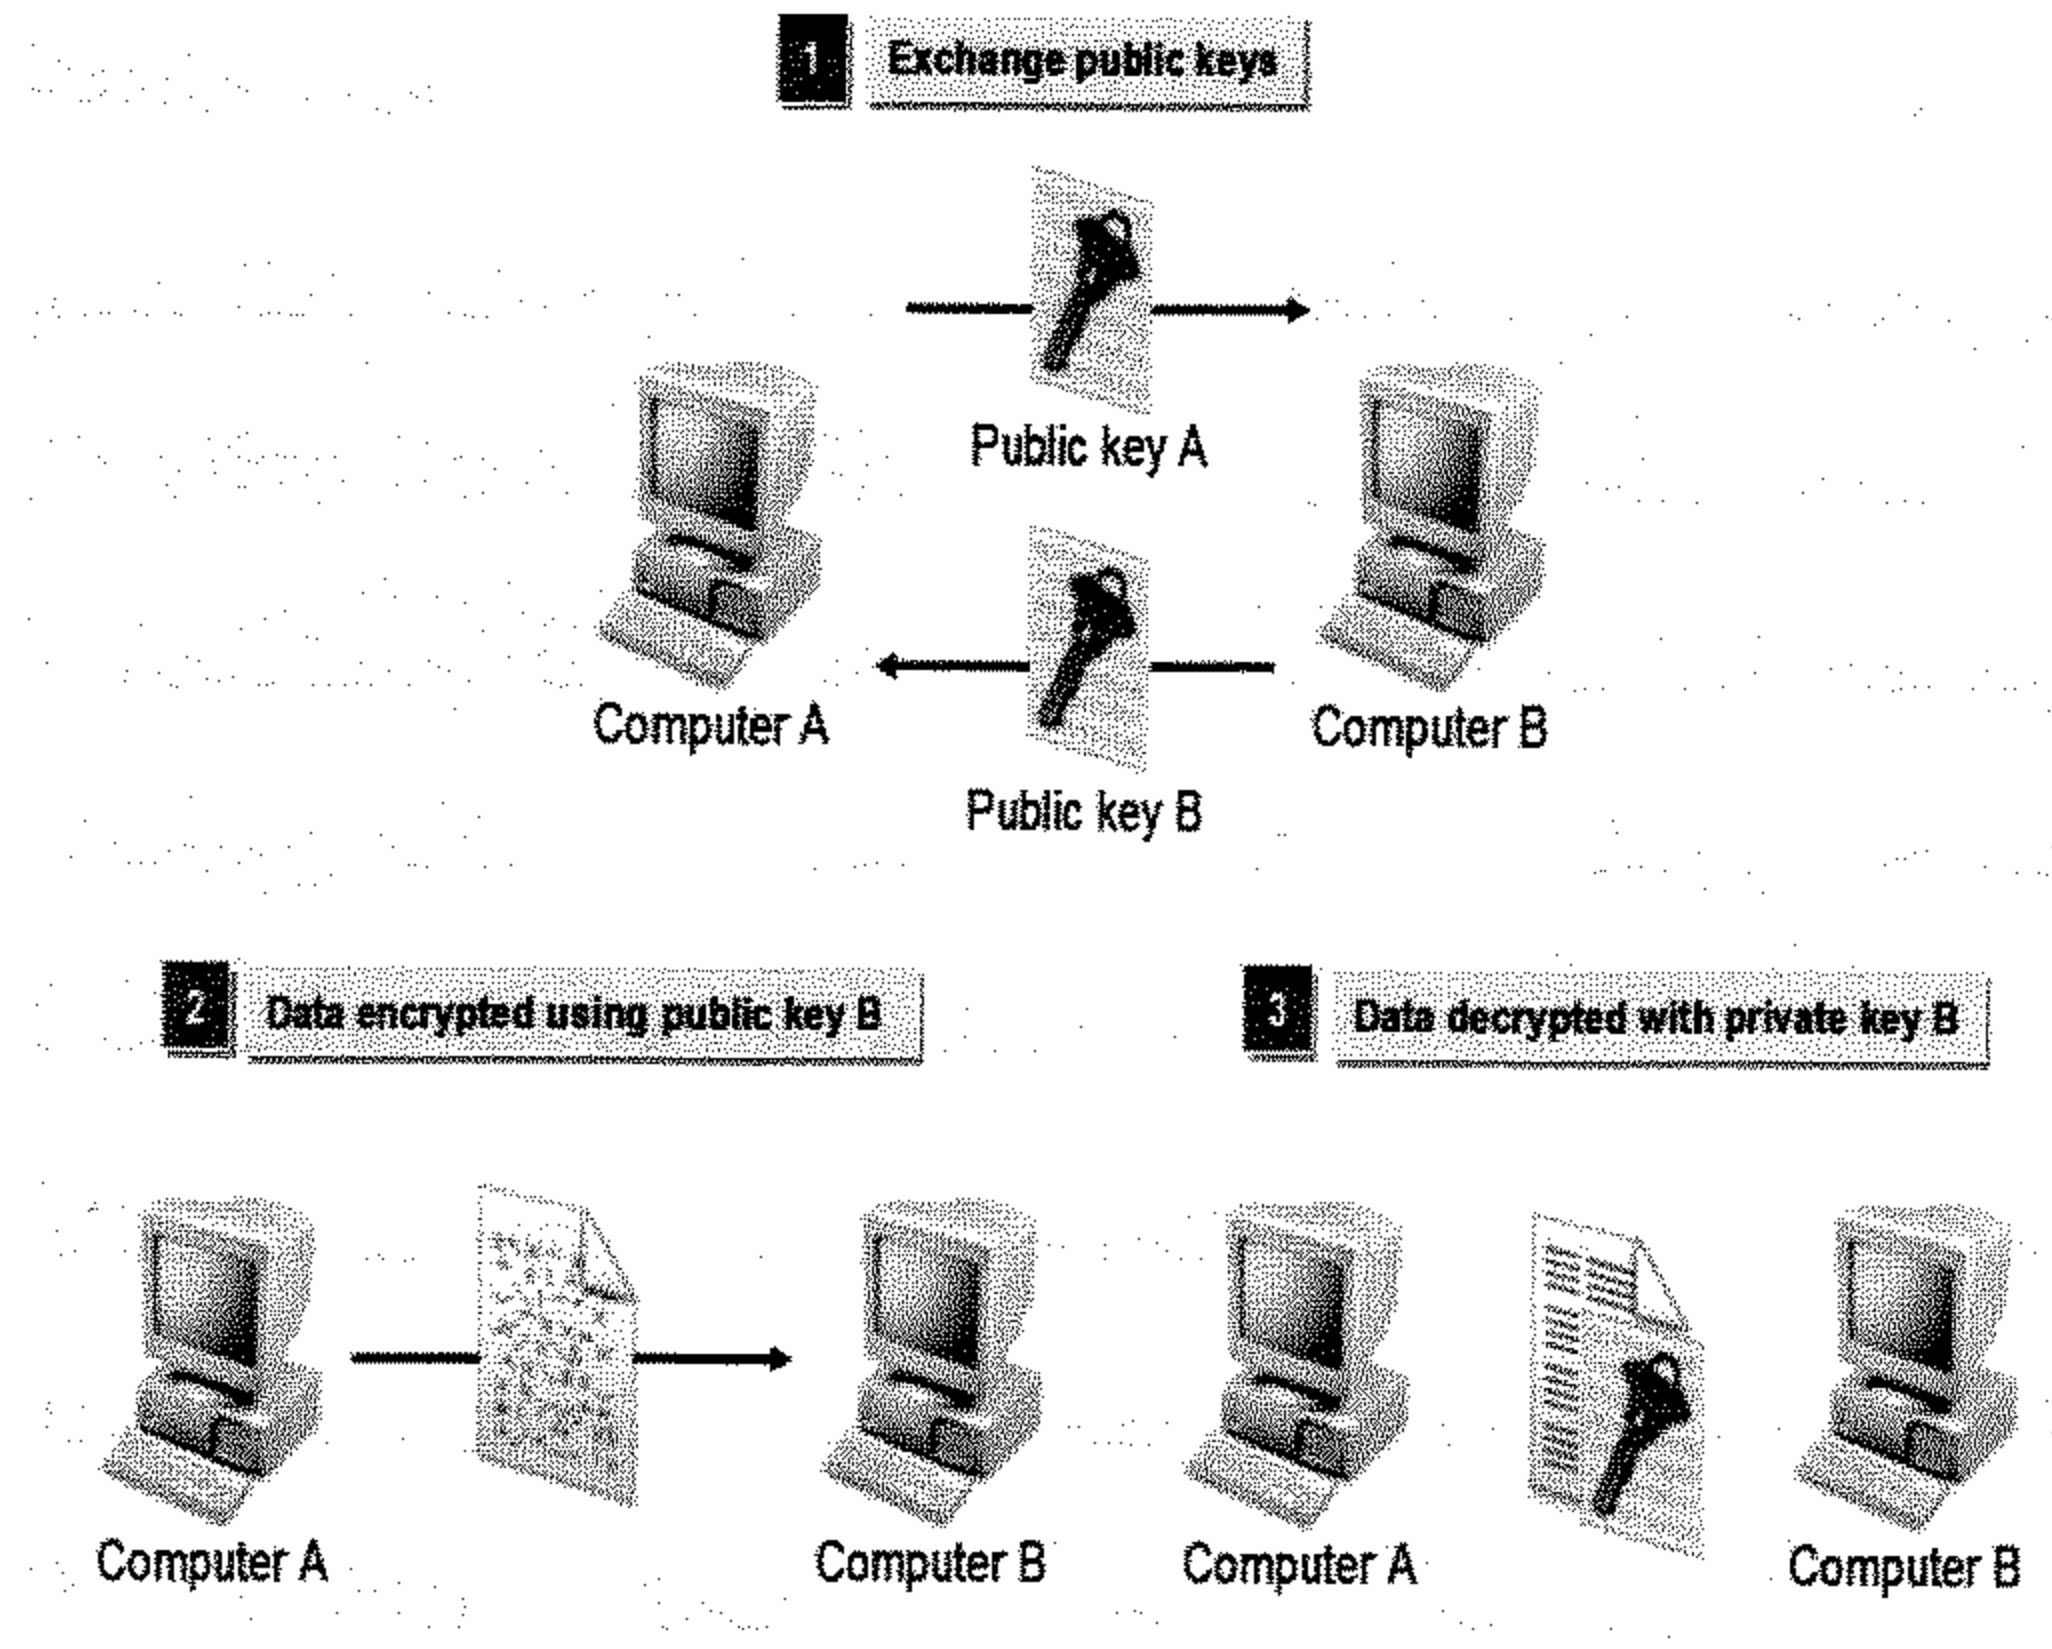 1 Exchange public keys
Public key A
Computer A
Computer B
Public key B
2 Data encrypted using public key B
3 Data decrypted with private key B
Computer A
Computer B
Computer A
Computer B